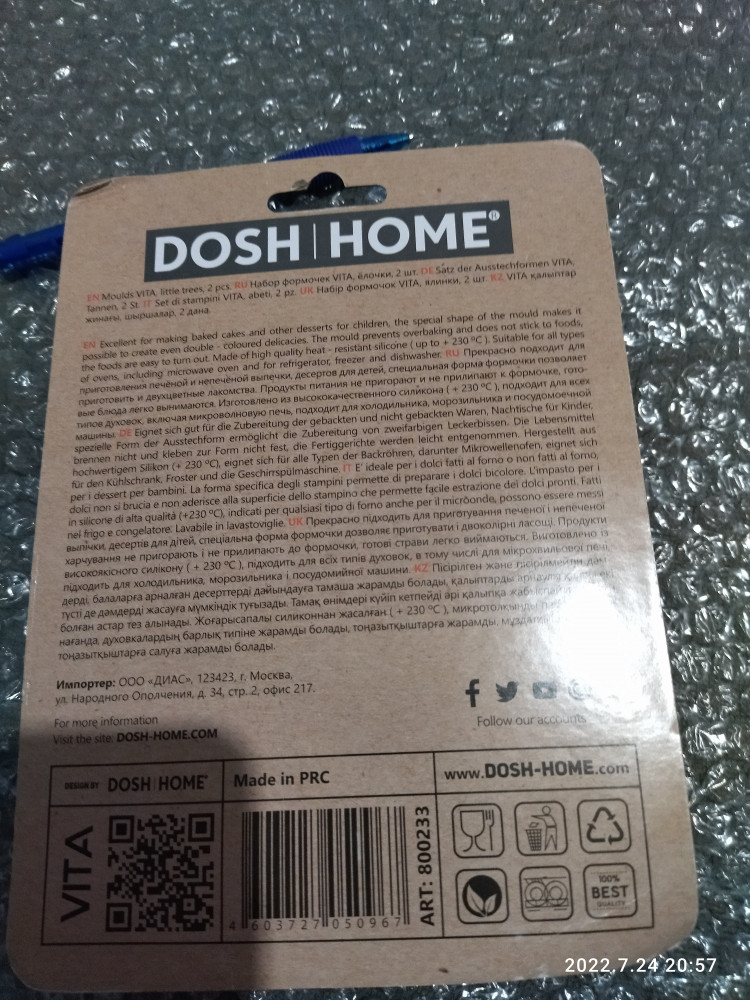 DOSH | HOME®
EN Moulds VITA, little trees, 2 pcs. RU Набор формочек VITA, ёлочки, 2 шт. DE Satz der Ausstechformen VITA,
Tannen, 2 St. IT Set di stampini VITA, abeti, 2 pz. UK Набір формочок VITA, ялинки, 2 шт. KZ VITA қалыптар
жинағы, шыршалар, 2 дана.
EN Excellent for making baked cakes and other desserts for children, the special shape of the mould makes it
possible to create even double - coloured delicacies. The mould prevents overbaking and does not stick to foods,
the foods are easy to turn out. Made of high quality heat - resistant silicone ( up to + 230 ºC ). Suitable for all types
of ovens, including microwave oven and for refrigerator, freezer and dishwasher. RU Прекрасно подходит для
приготовления печёной и непечёной выпечки, десертов для детей, специальная форма формочки позволяет
приготовить и двухцветные лакомства. Продукты питания не пригорают и не прилипают к формочке, гото-
вые блюда легко вынимаются. Изготовлено из высококачественного силикона ( + 230 ºC ), подходит для всех
типов духовок, включая микроволновую печь, подходит для холодильника, морозильника и посудомоечной
машины. DE Eignet sich gut für die Zubereitung der gebackten und nicht gebackten Waren, Nachtische für Kinder,
spezielle Form der Ausstechform ermöglicht die Zubereitung von zweifarbigen Leckerbissen. Die Lebensmittel
brennen nicht und kleben zur Form nicht fest, die Fertiggerichte werden leicht entgenommen. Hergestellt aus
hochwertigem Silikon (+ 230 ºC), eignet sich für alle Typen der Backröhren, darunter Mikrowellenofen, eignet sich
für den Kühlschrank, Froster und die Geschirrspülmaschine. IT E' ideale per i dolci fatti al forno o non fatti al forno,
per i dessert per bambini. La forma specifica degli stampini permette di preparare i dolci bicolore. L'impasto per i
dolci non si brucia e non aderisce alla superficie dello stampino che permette facile estrazione dei dolci pronti. Fatti
in silicone di alta qualità (+230 ºC), indicati per qualsiasi tipo di forno anche per il microonde, possono essere messi
nei frigo e congelatore. Lavabile in lavastoviglie. UK Прекрасно підходить для приготування печеної і непеченої
випічки, десертів для дітей, спеціальна форма формочки дозволяє приготувати і двоколірні ласощі. Продукти
харчування не пригорають і не прилипають до формочки, готові страви легко виймаються. Виготовлено із
високоякісного силікону ( + 230 ºC ), підходить для всіх типів духовок, в тому числі для мікрохвильової печі,
підходить для холодильника, морозильника і посудомийної машини. KZ Пісірілген және пісірілмейтін
дерді, балаларға арналған десерттерді дайындауға тамаша жарамды болады, қалыптарды арнаулы
түсті де дәмдерді жасауға мүмкіндік туғызады. Тамақ өнімдері күйіп кетпейді әрі қалыпқа
болған астар тез алынады. Жоғарысапалы силиконнан жасалған ( + 230 ºC ),
нағанда, духовкалардың барлық типіне жарамды болады, тоңазытқыштарға жарамды,
тоңазытқыштарға салуға жарамды болады.
Импортер: ООО «ДИАС», 123423, г. Москва,
ул. Народного Ополчения, д. 34, стр. 2, офис 217.
For more information
Visit the site: DOSH-HOME.COM
Follow our accounts
DESIGN BY DOSH | HOME®
Made in PRC
www.DOSH-HOME.com
VITA
4 603727 050967
ART: 800233
100%
BEST
QUALITY
2022.7.24 20:57